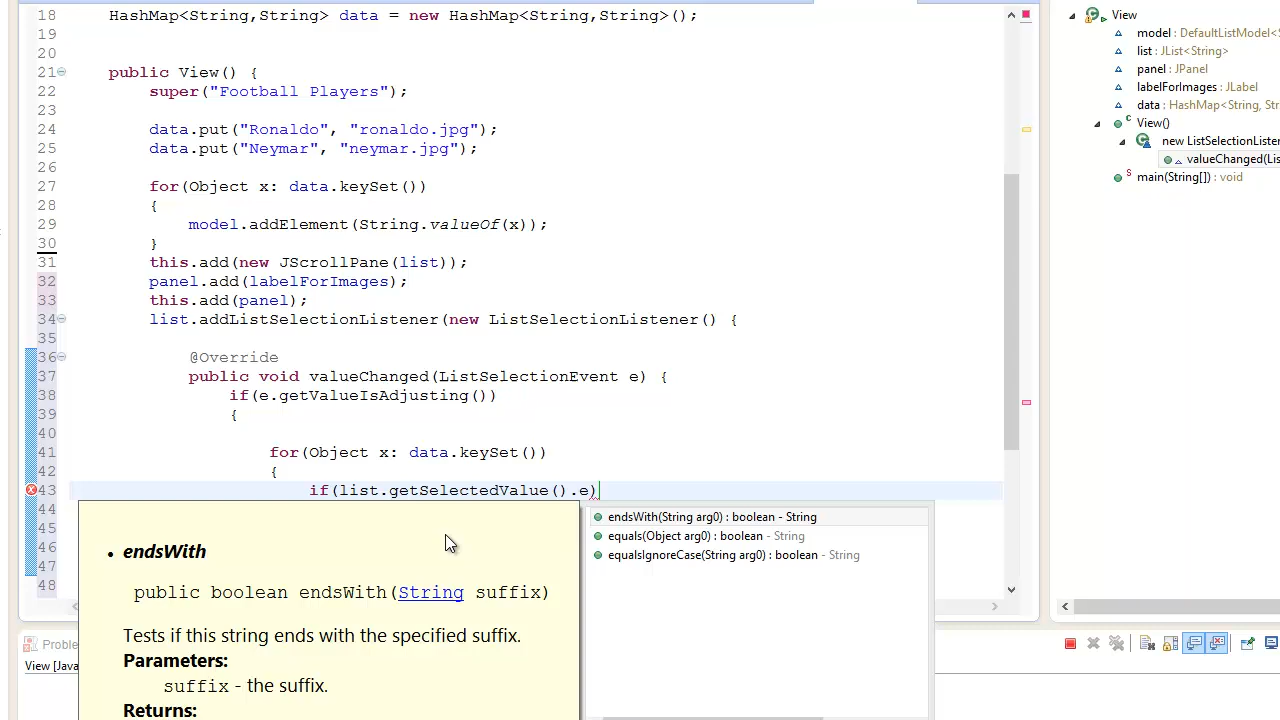 18 HashMap<String,String> data = new HashMap<String,String>();
19
20
21 public View() {
22 super("Football Players");
23
24 data.put("Ronaldo", "ronaldo.jpg");
25 data.put("Neymar", "neymar.jpg");
26
27 for(Object x: data.keySet())
28 {
29 model.addElement(String.valueOf(x));
30 }
31 this.add(new JScrollPane(list));
32 panel.add(labelForImages);
33 this.add(panel);
34 list.addListSelectionListener(new ListSelectionListener() {
35
36 @Override
37 public void valueChanged(ListSelectionEvent e) {
38 if(e.getValueIsAdjusting())
39 {
40
41 for(Object x: data.keySet())
42 {
43 if(list.getSelectedValue().e)
44
45
46
47
48
endsWith
public boolean endsWith(String suffix)
Tests if this string ends with the specified suffix.
Parameters:
suffix - the suffix.
Returns:
endsWith(String arg0) : boolean - String
equals(Object arg0) : boolean - String
equalsIgnoreCase(String arg0) : boolean - String
View
model : DefaultListModel<S
list : JList<String>
panel : JPanel
labelForImages : JLabel
data : HashMap<String, Str
View()
new ListSelectionListener
valueChanged(Lis
main(String[]) : void
Proble
View [Java